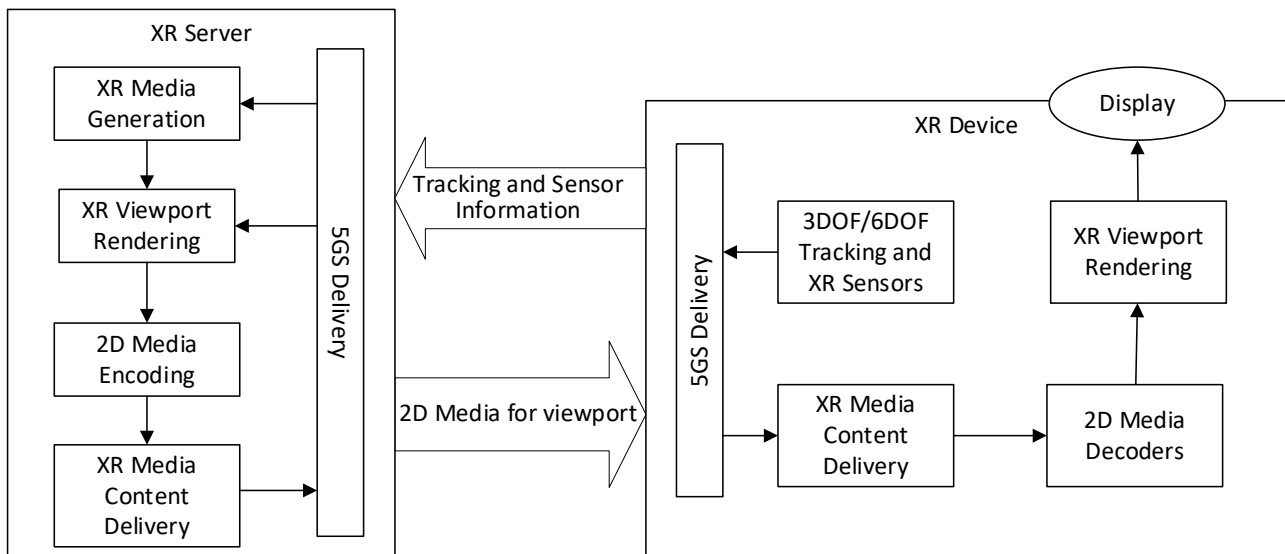 XR Server
XR Media
Generation
XR Viewport
Rendering
2D Media
Encoding
XR Media
Content
Delivery
5GS Delivery
Tracking and Sensor
Information
2D Media for viewport
XR Device
Display
5GS Delivery
3DOF/6DOF
Tracking and
XR Sensors
XR Viewport
Rendering
XR Media
Content
Delivery
2D Media
Decoders